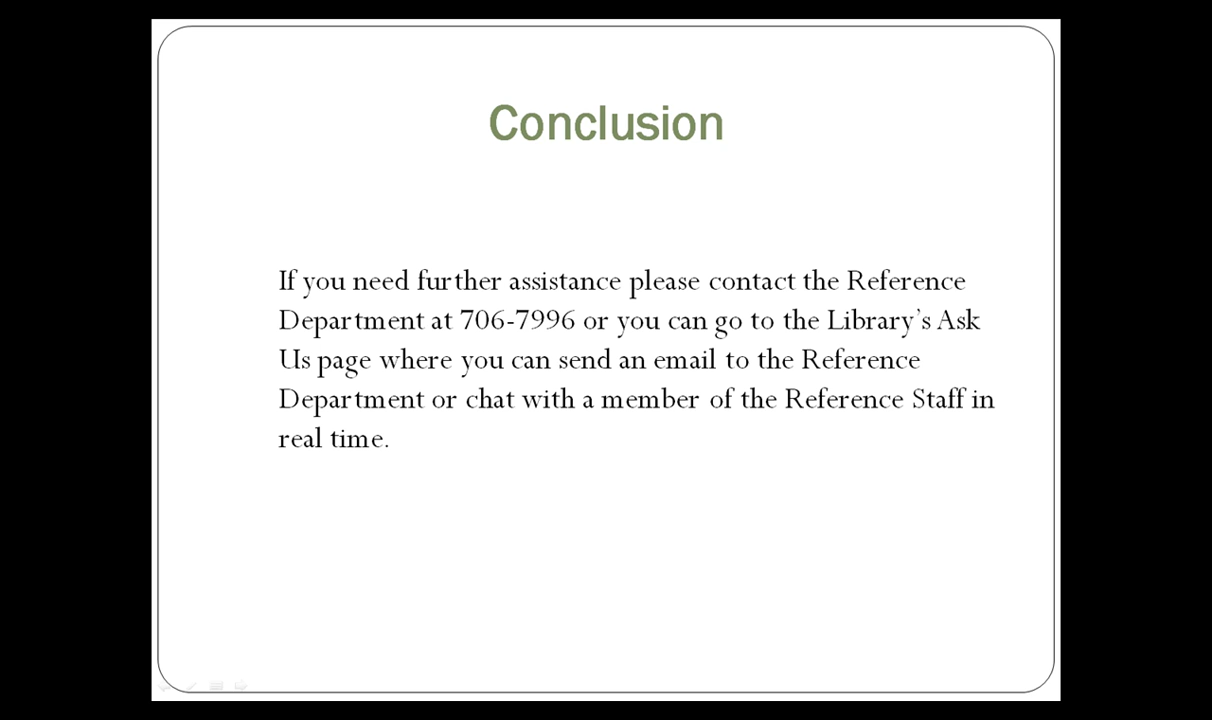 Conclusion
If you need further assistance please contact the Reference
Department at 706-7996 or you can go to the Library’s Ask
Us page where you can send an email to the Reference
Department or chat with a member of the Reference Staff in
real time.